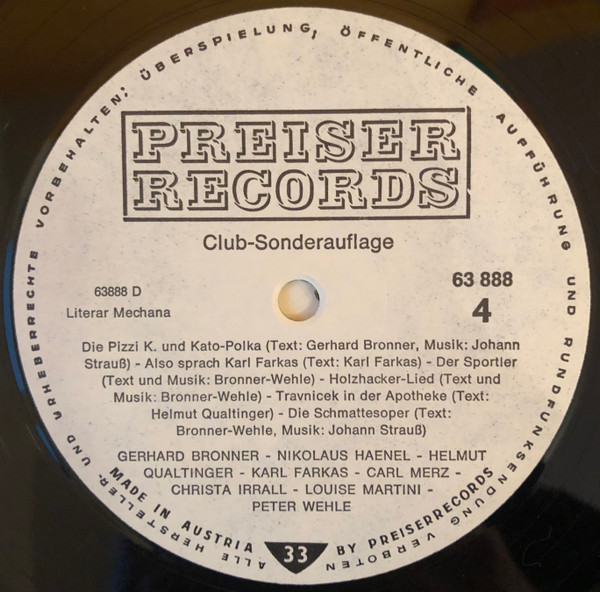 ALLE HERSTELLER- UND URHEBERRECHTE VORBEHALTEN; ÜBERSPIELUNG, ÖFFENTLICHE AUFFÜHRUNG UND RUNDFUNKSENDUNG VERBOTEN
PREISER
RECORDS
Club-Sonderauflage
63888 D
Literar Mechana
63 888
4
Die Pizzi K. und Kato-Polka (Text: Gerhard Bronner, Musik: Johann
Strauß) - Also sprach Karl Farkas (Text: Karl Farkas) - Der Sportler
(Text und Musik: Bronner-Wehle) - Holzhacker-Lied (Text und
Musik: Bronner-Wehle) - Travnicek in der Apotheke (Text:
Helmut Qualtinger) - Die Schmattesoper (Text:
Bronner-Wehle, Musik: Johann Strauß)
GERHARD BRONNER - NIKOLAUS HAENEL - HELMUT
QUALTINGER - KARL FARKAS - CARL MERZ -
CHRISTA IRRALL - LOUISE MARTINI -
PETER WEHLE
MADE IN AUSTRIA
33
BY PREISERRECORDS